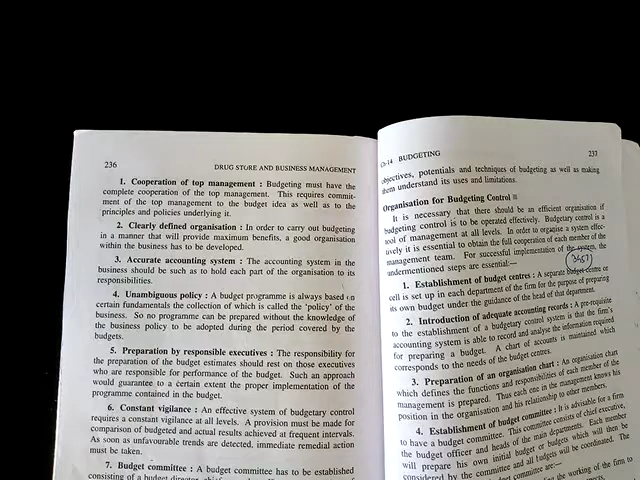 236
DRUG STORE AND BUSINESS MANAGEMENT
1. Cooperation of top management : Budgeting must have the
complete cooperation of the top management. This requires commit-
ment of the top management to the budget idea as well as to the
principles and policies underlying it.
2. Clearly defined organisation : In order to carry out budgeting
in a manner that will provide maximum benefits, a good organisation
within the business has to be developed.
3. Accurate accounting system : The accounting system in the
business should be such as to hold each part of the organisation to its
responsibilities.
4. Unambiguous policy : A budget programme is always based on
certain fundamentals the collection of which is called the 'policy' of the
business. So no programme can be prepared without the knowledge of
the business policy to be adopted during the period covered by the
budgets.
5. Preparation by responsible executives : The responsibility for
the preparation of the budget estimates should rest on those executives
who are responsible for performance of the budget. Such an approach
would guarantee to a certain extent the proper implementation of the
programme contained in the budget.
6. Constant vigilance : An effective system of budgetary control
requires a constant vigilance at all levels. A provision must be made for
comparison of budgeted and actual results achieved at frequent intervals.
As soon as unfavourable trends are detected, immediate remedial action
must be taken.
7. Budget committee : A budget committee has to be established
consisting of a budget director, chief
Ch-14 BUDGETING
237
objectives, potentials and techniques of budgeting as well as making
them understand its uses and limitations.
Organisation for Budgeting Control
It is necessary that there should be an efficient organisation if
budgeting control is to be operated effectively. Budgetary control is a
tool of management at all levels. In order to organise a system effec-
tively it is essential to obtain the full cooperation of each member of the
management team. For successful implementation of the system, the
undermentioned steps are essential:—
1. Establishment of budget centres : A separate budget centre or
cell is set up in each department of the firm for the purpose of preparing
its own budget under the guidance of the head of that department.
2. Introduction of adequate accounting records : A pre-requisite
to the establishment of a budgetary control system is that the firm's
accounting system is able to record and analyse the information required
for preparing a budget. A chart of accounts is maintained which
corresponds to the needs of the budget centres.
3. Preparation of an organisation chart : An organisation chart
which defines the functions and responsibilities of each member of the
management is prepared. Thus each one in the management knows his
position in the organisation and his relationship to other members.
4. Establishment of budget committee : It is advisable for a firm
to have a budget committee. This committee consists of chief executive,
the budget officer and heads of the main departments. Each member
will prepare his own initial budget or budgets which will then be
considered by the committee and all budgets will be coordinated. The
budget committee are:—
the working of the firm to